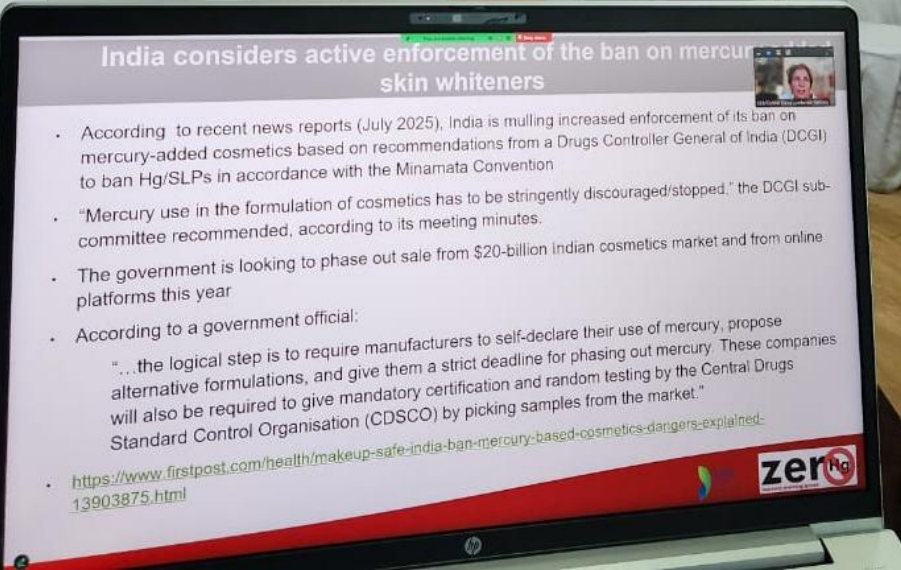 India considers active enforcement of the ban on mercury
skin whiteners
· According to recent news reports (July 2025), India is mulling increased enforcement of its ban on
mercury-added cosmetics based on recommendations from a Drugs Controller General of India (DCGI)
to ban Hg/SLPs in accordance with the Minamata Convention
· “Mercury use in the formulation of cosmetics has to be stringently discouraged/stopped,” the DCGI sub-
committee recommended, according to its meeting minutes.
· The government is looking to phase out sale from $20-billion Indian cosmetics market and from online
platforms this year
· According to a government official:
“…the logical step is to require manufacturers to self-declare their use of mercury, propose
alternative formulations, and give them a strict deadline for phasing out mercury. These companies
will also be required to give mandatory certification and random testing by the Central Drugs
Standard Control Organisation (CDSCO) by picking samples from the market.”
· https://www.firstpost.com/health/makeup-safe-india-ban-mercury-based-cosmetics-dangers-explained-
13903875.html
zer Hg
hp